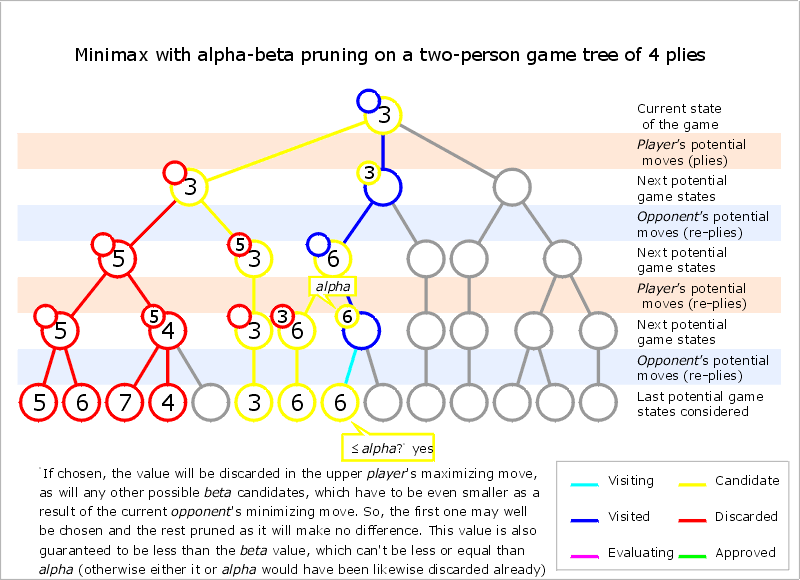 Minimax with alpha-beta pruning on a two-person game tree of 4 plies
3
Current state
of the game
Player's potential
moves (plies)
3
3
Next potential
game states
Opponent's potential
moves (re-plies)
5
5
3
6
Next potential
game states
alpha
Player's potential
moves (re-plies)
5
5
4
3
3
6
6
Next potential
game states
Opponent's potential
moves (re-plies)
5
6
7
4
3
6
6
Last potential game
states considered
≤ alpha?* yes
*If chosen, the value will be discarded in the upper player's maximizing move,
as will any other possible beta candidates, which have to be even smaller as a
result of the current opponent's minimizing move. So, the first one may well
be chosen and the rest pruned as it will make no difference. This value is also
guaranteed to be less than the beta value, which can't be less or equal than
alpha (otherwise either it or alpha would have been likewise discarded already)
Visiting
Candidate
Visited
Discarded
Evaluating
Approved